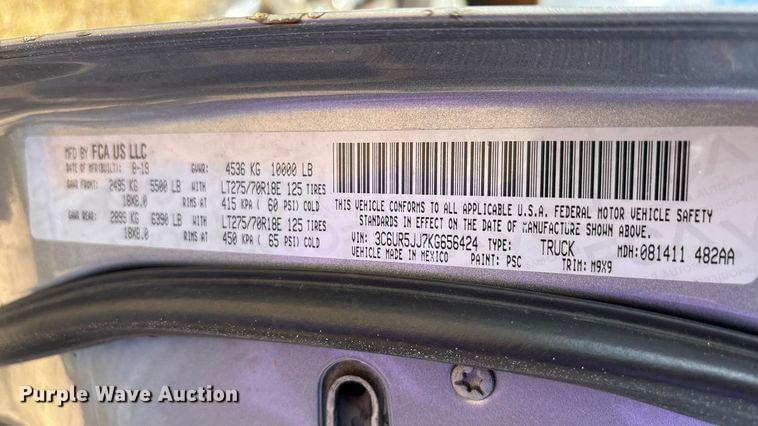 MFD BY FCA US LLC
DATE OF MFR(BUILT): 8-19 GVWR: 4536 KG 10000 LB
GAWR FRONT: 2495 KG 5500 LB WITH LT275/70R18E 125 TIRES
18X8.0 RIMS AT 415 KPA ( 60 PSI) COLD
GAWR REAR: 2899 KG 6390 LB WITH LT275/70R18E 125 TIRES
18X8.0 RIMS AT 450 KPA ( 65 PSI) COLD
THIS VEHICLE CONFORMS TO ALL APPLICABLE U.S.A. FEDERAL MOTOR VEHICLE SAFETY
STANDARDS IN EFFECT ON THE DATE OF MANUFACTURE SHOWN ABOVE.
VIN: 3C6UR5JJ7KG656424 TYPE: TRUCK MDH: 081411 482AA
VEHICLE MADE IN MEXICO PAINT: PSC TRIM: M9X9
Purple Wave Auction